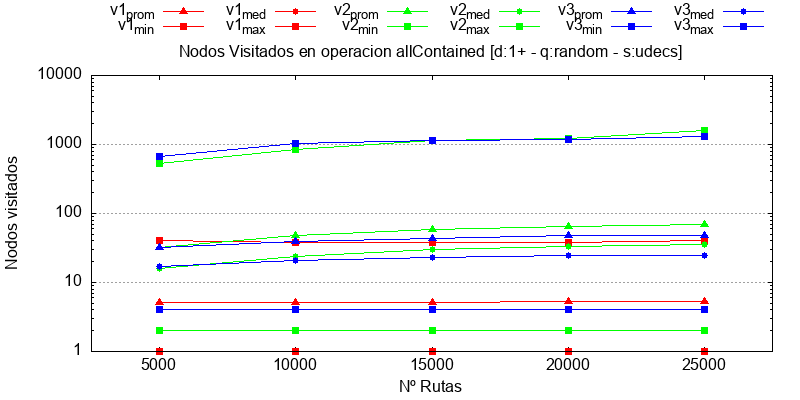 v1prom v1med v2prom v2med v3prom v3med
v1min v1max v2min v2max v3min v3max
Nodos Visitados en operacion allContained [d:1+ - q:random - s:udecs]
10000
1000
100
10
1
Nodos visitados
5000 10000 15000 20000 25000
Nº Rutas